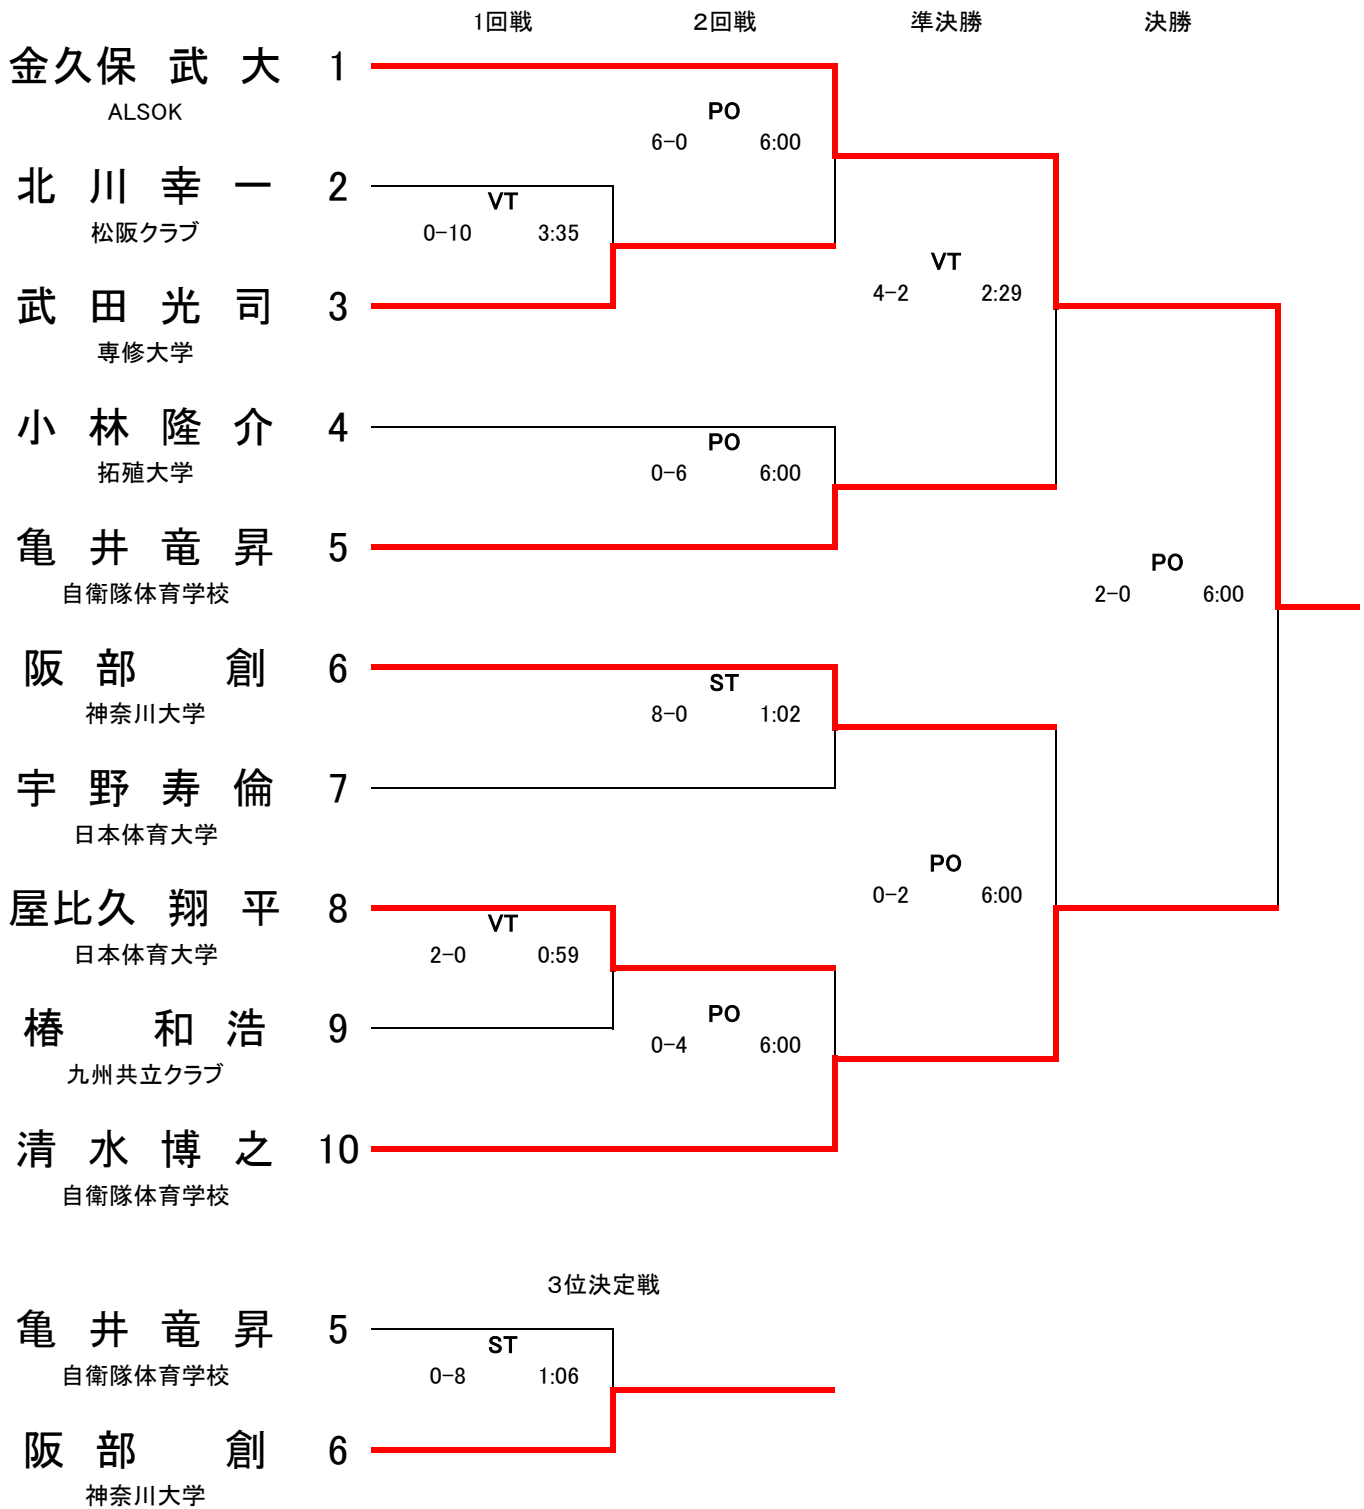 1回戦 2回戦 準決勝 決勝
金久保 武 大 1
ALSOK
PO
6-0 6:00
北 川 幸 一 2
松阪クラブ
VT
0-10 3:35
武 田 光 司 3
専修大学
VT
4-2 2:29
小 林 隆 介 4
拓殖大学
PO
0-6 6:00
亀 井 竜 昇 5
自衛隊体育学校
PO
2-0 6:00
阪 部 創 6
神奈川大学
ST
8-0 1:02
宇 野 寿 倫 7
日本体育大学
PO
0-2 6:00
屋比久 翔 平 8
日本体育大学
VT
2-0 0:59
椿 和 浩 9
九州共立クラブ
PO
0-4 6:00
清 水 博 之 10
自衛隊体育学校
3位決定戦
亀 井 竜 昇 5
自衛隊体育学校
ST
0-8 1:06
阪 部 創 6
神奈川大学